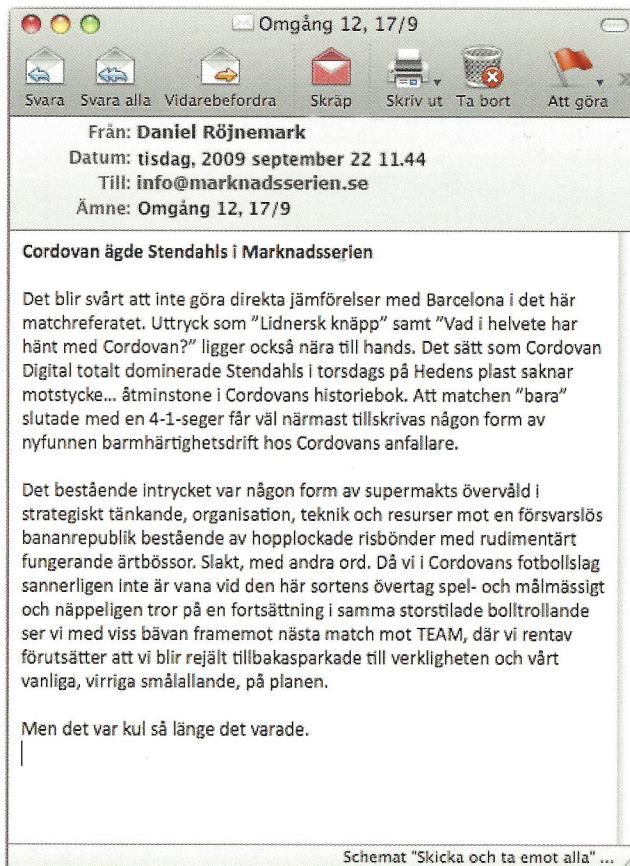 Omgång 12, 17/9
Svara Svara alla Vidarebefordra Skräp Skriv ut Ta bort Att göra
Från: Daniel Röjnemark
Datum: tisdag, 2009 september 22 11.44
Till: info@marknadsserien.se
Ämne: Omgång 12, 17/9
Cordovan ägde Stendahls i Marknadsserien
Det blir svårt att inte göra direkta jämförelser med Barcelona i det här
matchreferatet. Uttryck som ”Lidnersk knäpp” samt ”Vad i helvete har
hänt med Cordovan?” ligger också nära till hands. Det sätt som Cordovan
Digital totalt dominerade Stendahls i torsdags på Hedens plast saknar
motstycke... åtminstone i Cordovans historiebok. Att matchen ”bara”
slutade med en 4-1-seger får väl närmast tillskrivas någon form av
nyfunnen barmhärtighetsdrift hos Cordovans anfallare.
Det bestående intrycket var någon form av supermakts övervåld i
strategiskt tänkande, organisation, teknik och resurser mot en försvarslös
bananrepublik bestående av hopplockade risbönder med rudimentärt
fungerande ärtbössor. Slakt, med andra ord. Då vi i Cordovans fotbollslag
sannerligen inte är vana vid den här sortens övertag spel- och målmässigt
och näppeligen tror på en fortsättning i samma storstilade bolltrollande
ser vi med viss bävan framemot nästa match mot TEAM, där vi rentav
förutsätter att vi blir rejält tillbakasparkade till verkligheten och vårt
vanliga, virriga smålallande, på planen.
Men det var kul så länge det varade.
Schemat "Skicka och ta emot alla" ...